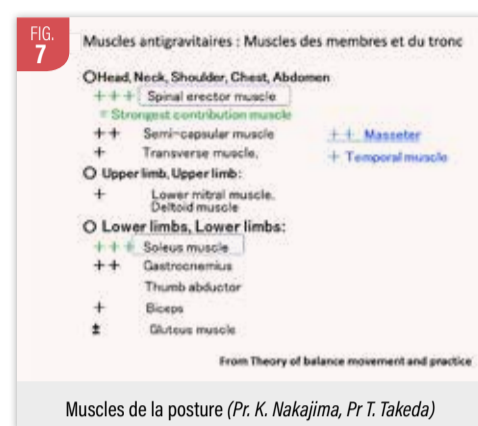 FIG.
7
Muscles antigravitaires : Muscles des membres et du tronc
OHead, Neck, Shoulder, Chest, Abdomen
+++ Spinal erector muscle
= Strongest contribution muscle
++ Semi-capsular muscle ++ Masseter
+ Transverse muscle. + Temporal muscle
O Upper limb, Upper limb:
+ Lower mitral muscle.
Deltoid muscle
O Lower limbs, Lower limbs:
+++ Soleus muscle
++ Gastrocnemius
Thumb abductor
+ Biceps
± Gluteus muscle
From Theory of balance movement and practice
Muscles de la posture (Pr. K. Nakajima, Pr T. Takeda)